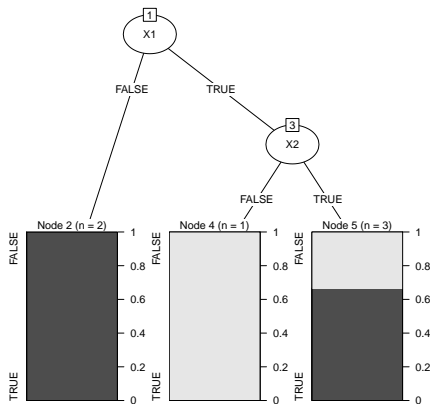 1
X1
FALSE
TRUE
3
X2
FALSE
TRUE
Node 2 (n = 2)
FALSE
TRUE
1
0.8
0.6
0.4
0.2
0
Node 4 (n = 1)
FALSE
TRUE
1
0.8
0.6
0.4
0.2
0
Node 5 (n = 3)
FALSE
TRUE
1
0.8
0.6
0.4
0.2
0